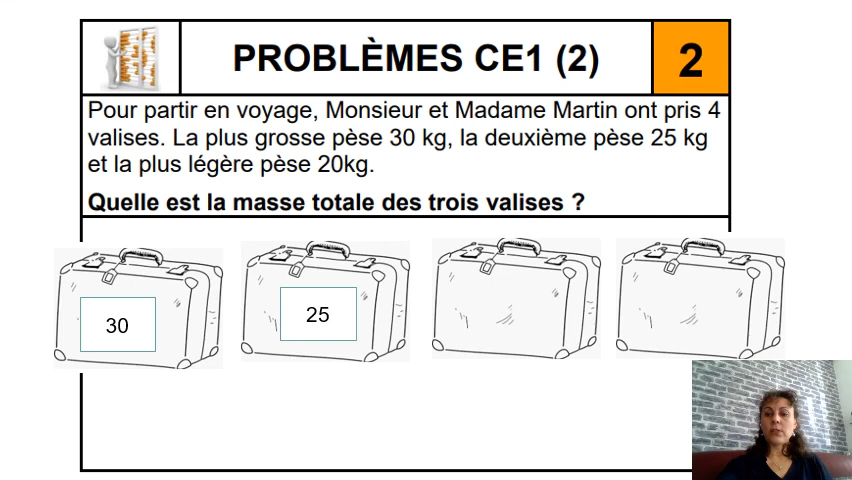 PROBLÈMES CE1 (2)
2
Pour partir en voyage, Monsieur et Madame Martin ont pris 4
valises. La plus grosse pèse 30 kg, la deuxième pèse 25 kg
et la plus légère pèse 20kg.
Quelle est la masse totale des trois valises ?
30
25